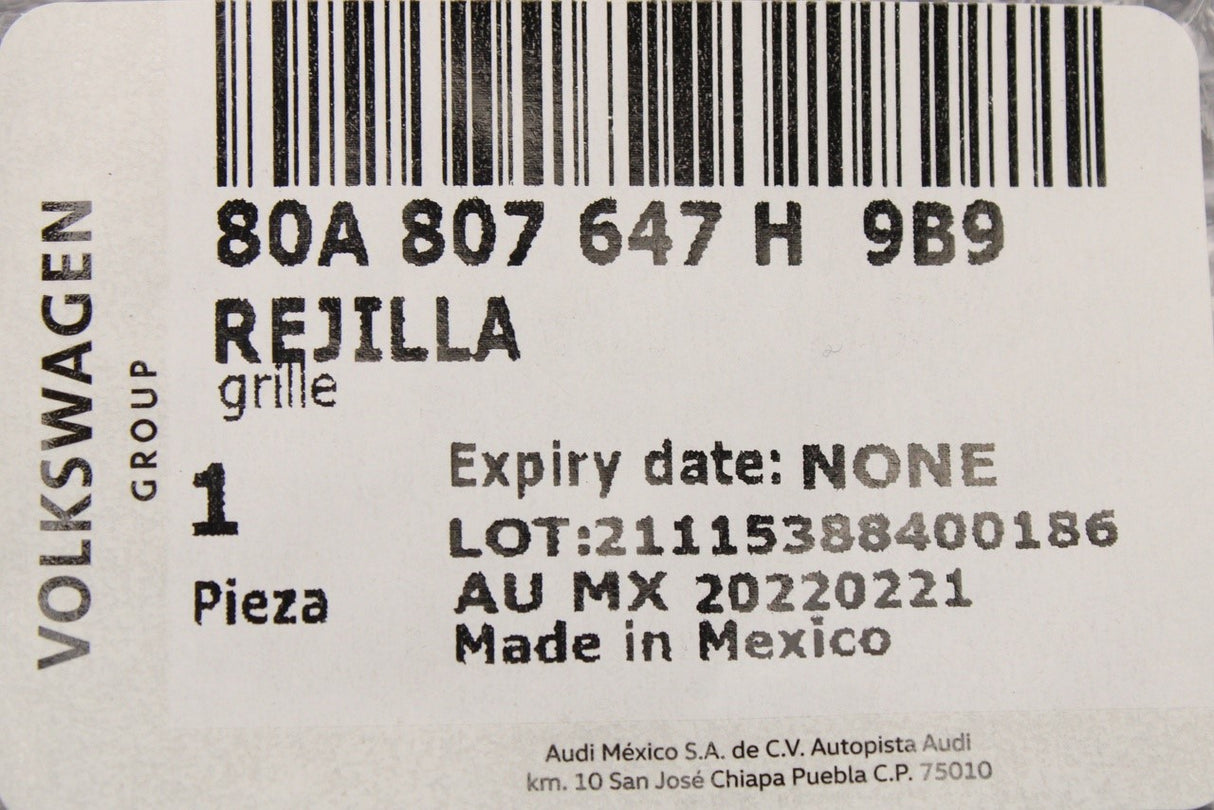 VOLKSWAGEN
GROUP
80A 807 647 H 9B9
REJILLA
grille
1
Pieza
Expiry date: NONE
LOT:211153884400186
AU MX 20220221
Made in Mexico
Audi México S.A. de C.V. Autopista Audi
km. 10 San José Chiapa Puebla C.P. 75010